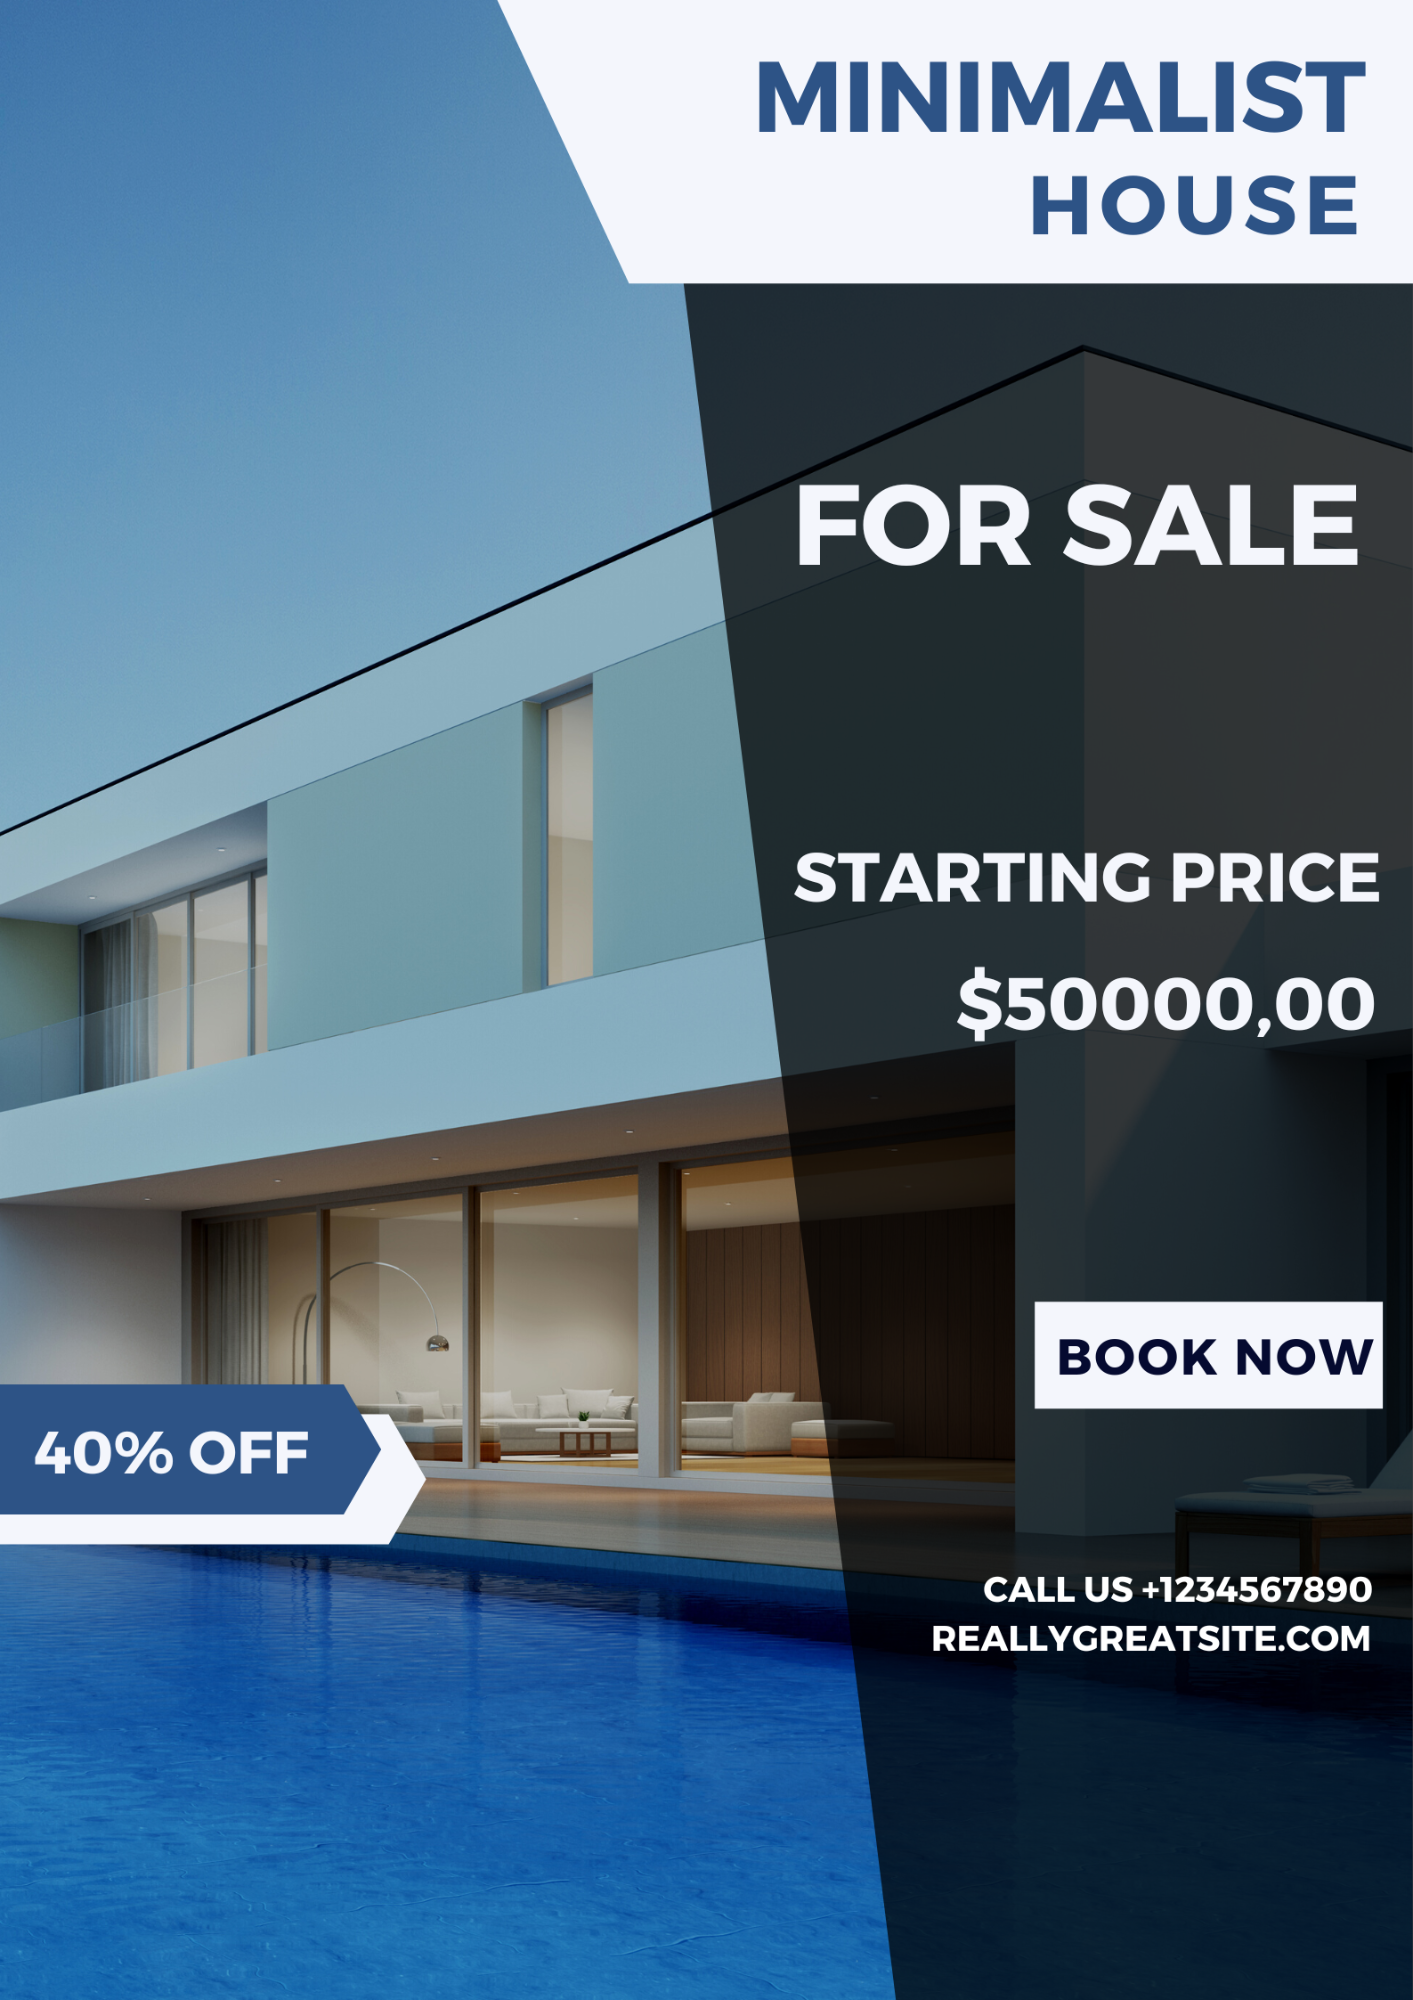 MINIMALIST
HOUSE
FOR SALE
STARTING PRICE
$50000,00
BOOK NOW
40% OFF
CALL US +1234567890
REALLYGREATSITE.COM